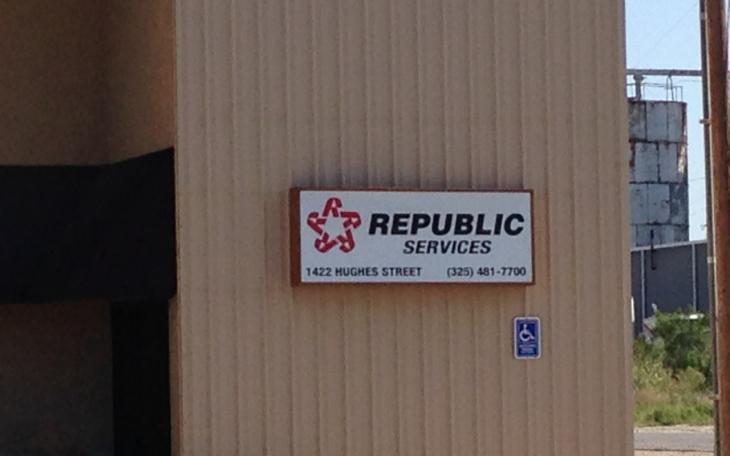 REPUBLIC
SERVICES
1422 HUGHES STREET (325) 481-7700